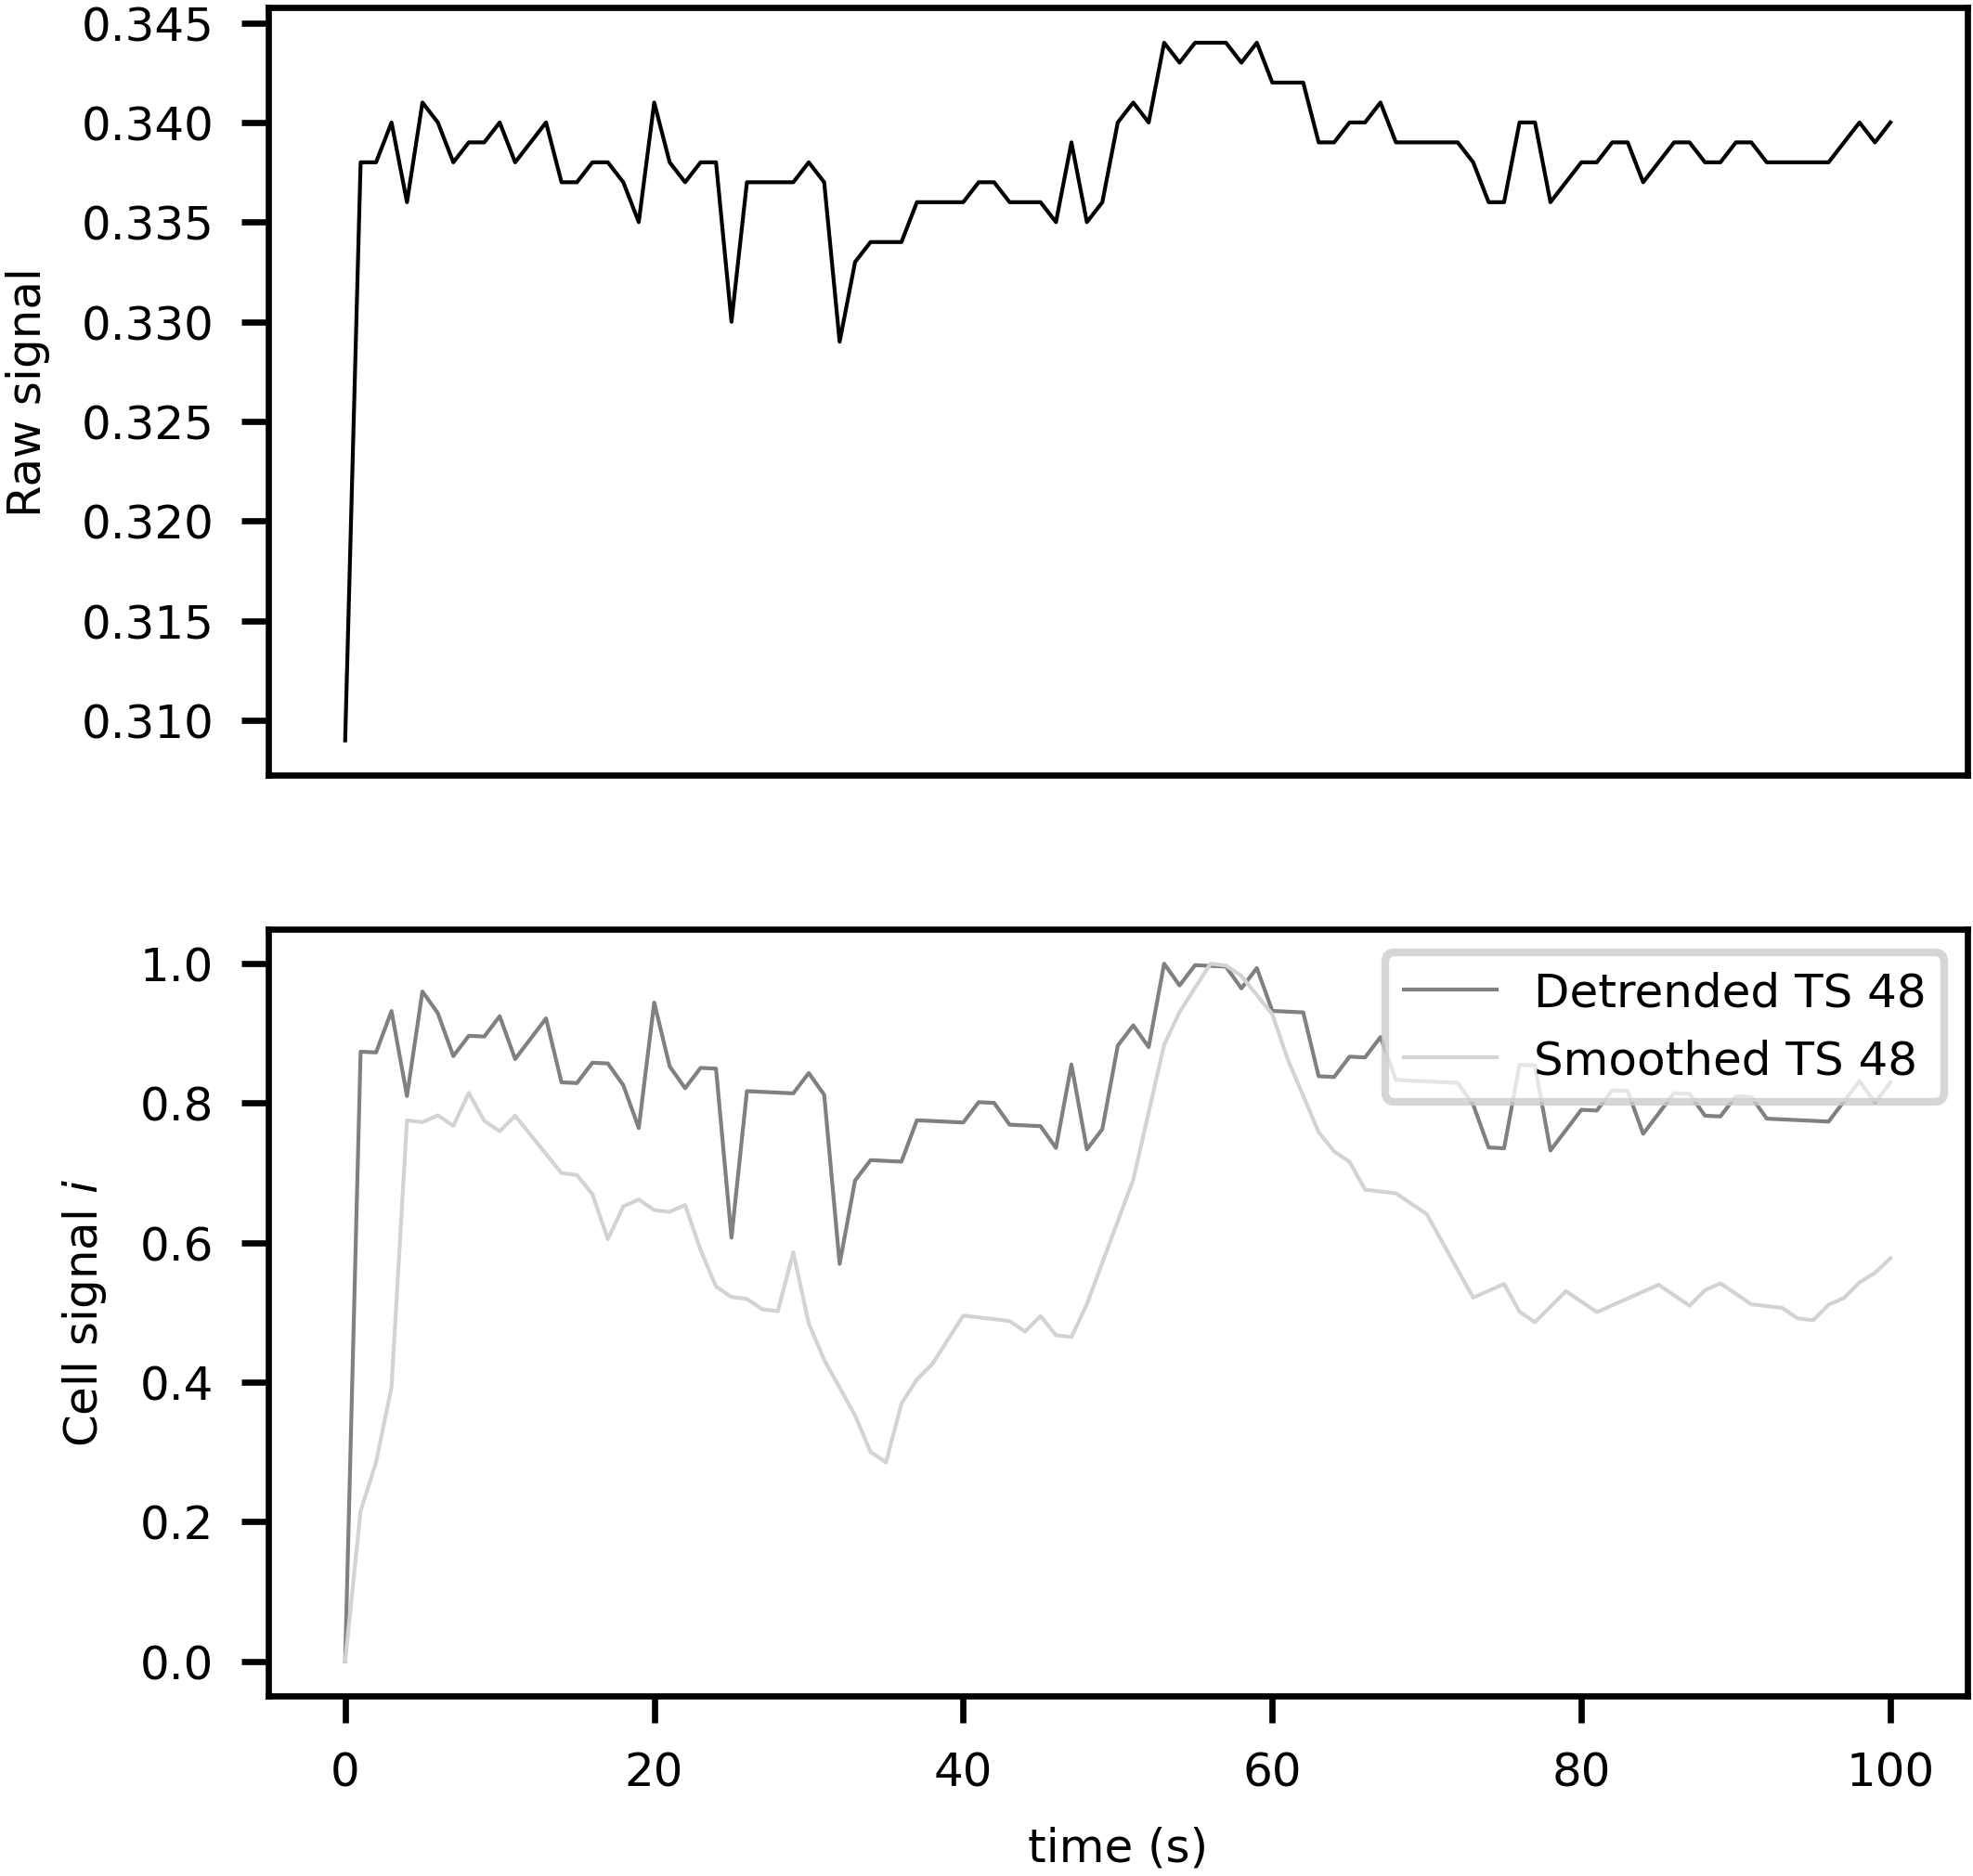 0.345
0.340
0.335
0.330
0.325
0.320
0.315
0.310
Raw signal
1.0
0.8
0.6
0.4
0.2
0.0
Cell signal i
Detrended TS 48
Smoothed TS 48
0 20 40 60 80 100
time (s)